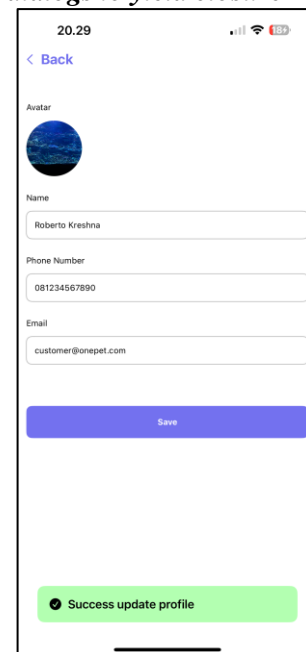 20.29
18
< Back
Avatar
Name
Roberto Kreshna
Phone Number
081234567890
Email
customer@onepet.com
Save
Success update profile